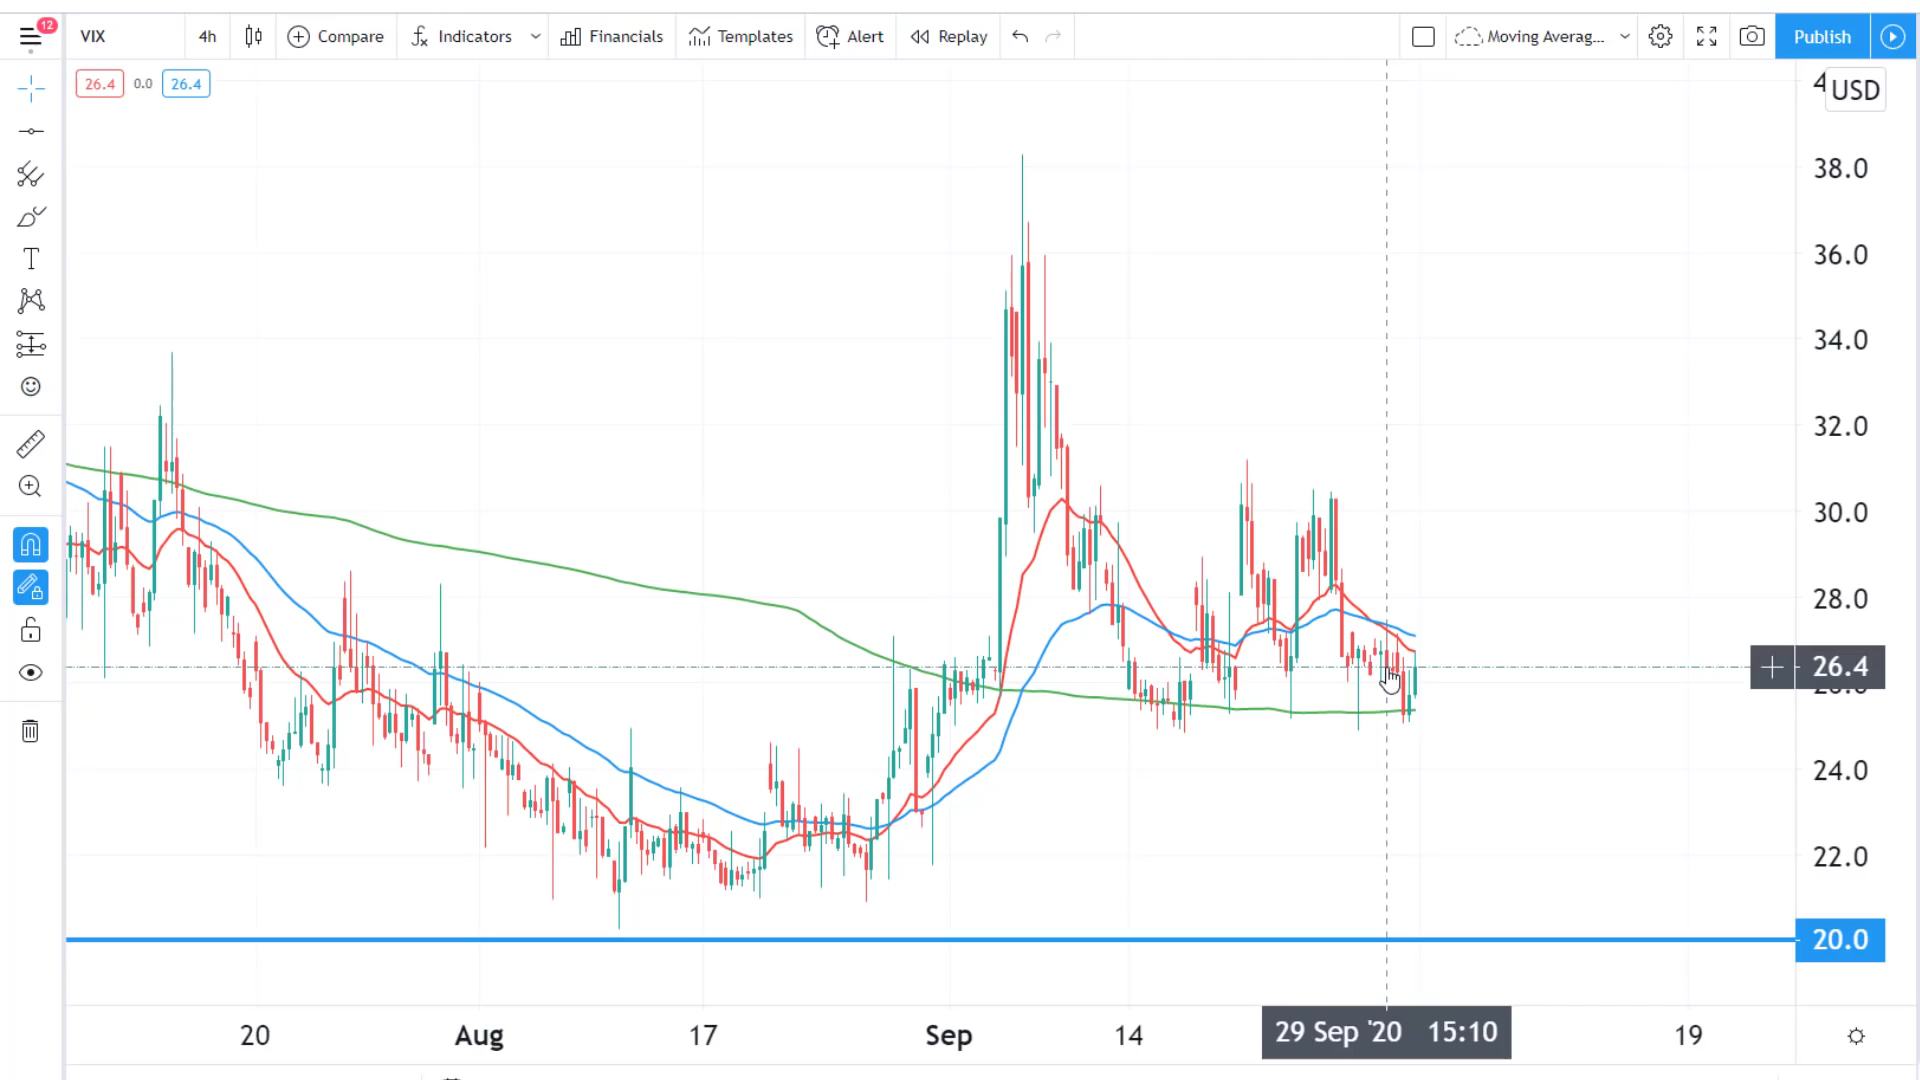 12
VIX 4h Compare Indicators Financials Templates Alert Replay Moving Averag... Publish
26.4 0.0 26.4
USD
38.0
36.0
34.0
32.0
30.0
28.0
26.4
24.0
22.0
20.0
20 Aug 17 Sep 14 29 Sep '20 15:10 19